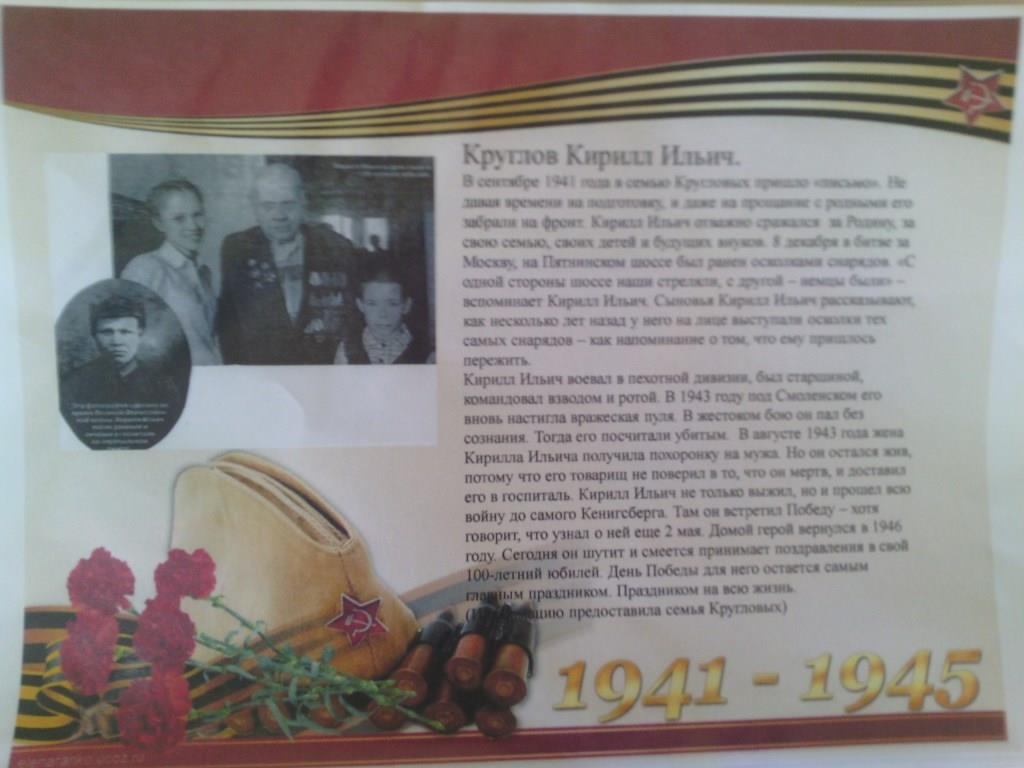 Круглов Кирилл Ильич.
В сентябре 1941 года в семью Кругловых пришло «письмо». Не
давая времени на подготовку, и даже на прощание с родными его
забрали на фронт. Кирилл Ильич отважно сражался за Родину, за
свою семью, своих детей и будущих внуков. 8 декабря в битве за
Москву, на Пятницком шоссе был ранен осколками снарядов. «С
одной стороны шоссе наши стреляли, с другой – немцы были» –
вспоминает Кирилл Ильич. Сыновья Кирилл Ильич рассказывают,
как несколько лет назад у него на лице выступали осколки тех
самых снарядов – как напоминание о том, что ему пришлось
пережить.
Кирилл Ильич воевал в пехотной дивизии, был старшиной,
командовал взводом и ротой. В 1943 году под Смоленском его
вновь настигла вражеская пуля. В жестоком бою он пал без
сознания. Тогда его посчитали убитым. В августе 1943 года жена
Кирилла Ильича получила похоронку на мужа. Но он остался жив,
потому что его товарищ не поверил в то, что он мертв, и доставил
его в госпиталь. Кирилл Ильич не только выжил, но и прошел всю
войну до самого Кенигсберга. Там он встретил Победу – хотя
говорит, что узнал о ней еще 2 мая. Домой герой вернулся в 1946
году. Сегодня он шутит и смеется принимает поздравления в свой
100-летний юбилей. День Победы для него остается самым
главным праздником. Праздником на всю жизнь.
предоставила семья Кругловых)
1941 - 1945
elenaranko.ucoz.ru